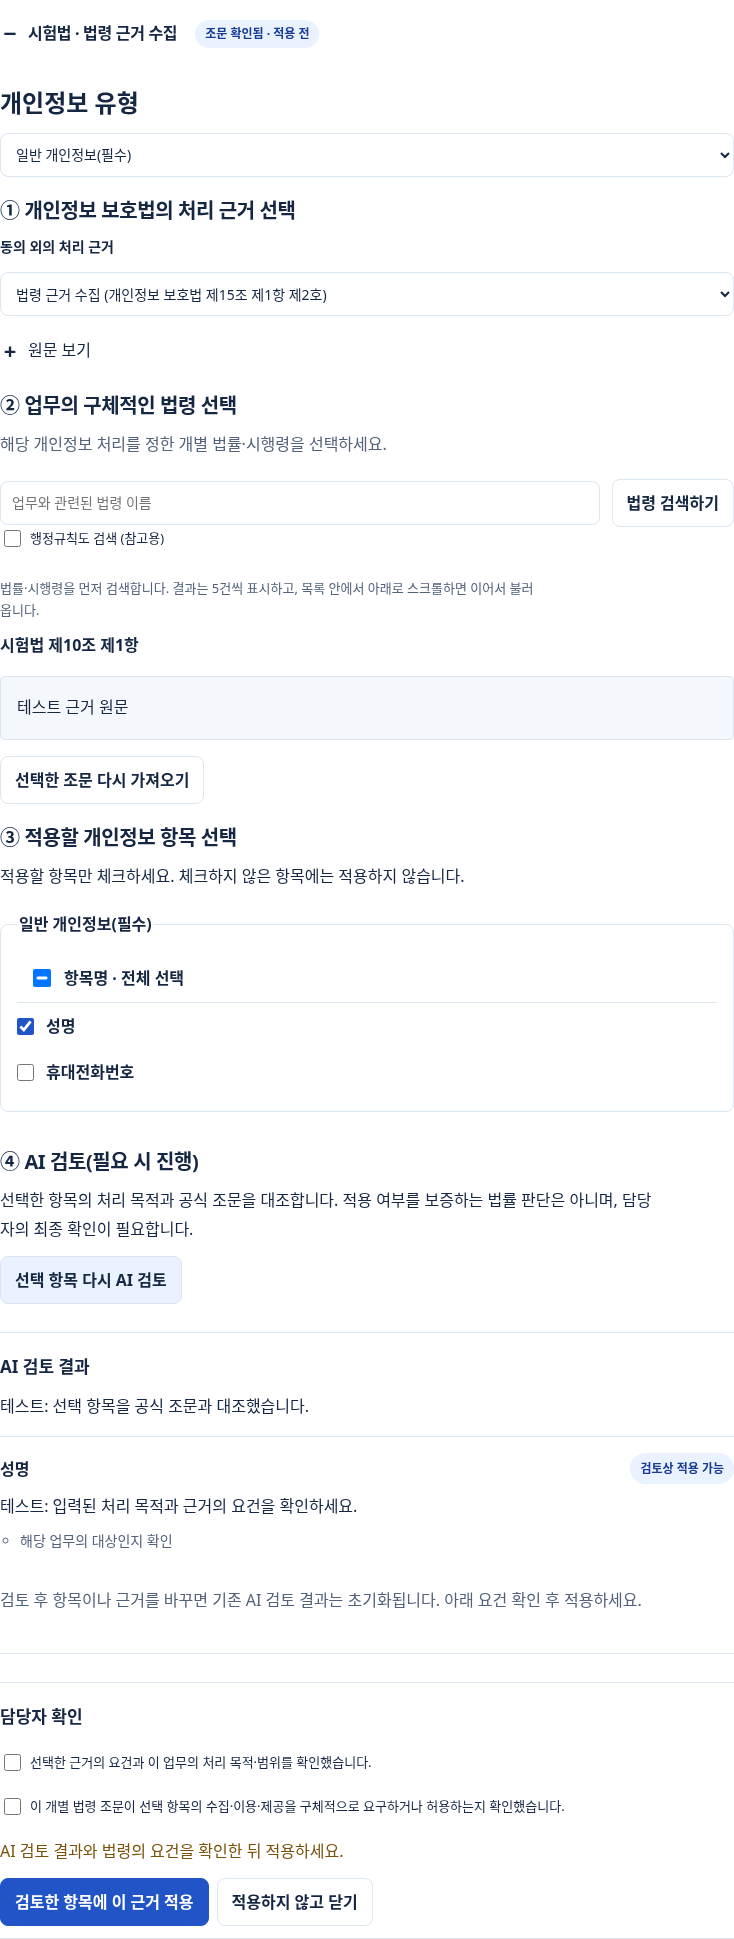 시험법 · 법령 근거 수집
조문 확인됨 · 적용 전
개인정보 유형
일반 개인정보(필수)
① 개인정보 보호법의 처리 근거 선택
동의 외의 처리 근거
법령 근거 수집 (개인정보 보호법 제15조 제1항 제2호)
+ 원문 보기
② 업무의 구체적인 법령 선택
해당 개인정보 처리를 정한 개별 법률·시행령을 선택하세요.
업무와 관련된 법령 이름
법령 검색하기
행정규칙도 검색 (참고용)
법률·시행령을 먼저 검색합니다. 결과는 5건씩 표시하고, 목록 안에서 아래로 스크롤하면 이어서 불러
옵니다.
시험법 제10조 제1항
테스트 근거 원문
선택한 조문 다시 가져오기
③ 적용할 개인정보 항목 선택
적용할 항목만 체크하세요. 체크하지 않은 항목에는 적용하지 않습니다.
일반 개인정보(필수)
항목명 · 전체 선택
성명
휴대전화번호
④ AI 검토(필요 시 진행)
선택한 항목의 처리 목적과 공식 조문을 대조합니다. 적용 여부를 보증하는 법률 판단은 아니며, 담당
자의 최종 확인이 필요합니다.
선택 항목 다시 AI 검토
AI 검토 결과
테스트: 선택 항목을 공식 조문과 대조했습니다.
성명
검토상 적용 가능
테스트: 입력된 처리 목적과 근거의 요건을 확인하세요.
해당 업무의 대상인지 확인
검토 후 항목이나 근거를 바꾸면 기존 AI 검토 결과는 초기화됩니다. 아래 요건 확인 후 적용하세요.
담당자 확인
선택한 근거의 요건과 이 업무의 처리 목적·범위를 확인했습니다.
이 개별 법령 조문이 선택 항목의 수집·이용·제공을 구체적으로 요구하거나 허용하는지 확인했습니다.
AI 검토 결과와 법령의 요건을 확인한 뒤 적용하세요.
검토한 항목에 이 근거 적용
적용하지 않고 닫기